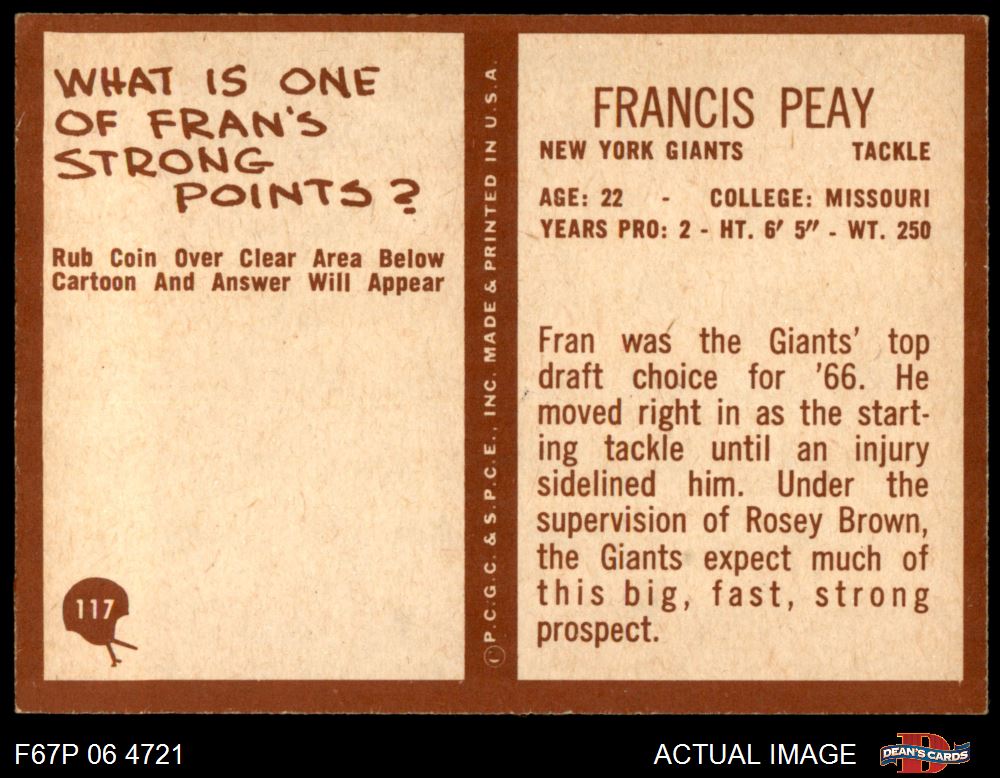 WHAT IS ONE
OF FRAN'S
STRONG
POINTS?
Rub Coin Over Clear Area Below
Cartoon And Answer Will Appear
117
©P.C.G.C. & S.P.C.E., INC. MADE & PRINTED IN U.S.A.
FRANCIS PEAY
NEW YORK GIANTS TACKLE
AGE: 22 - COLLEGE: MISSOURI
YEARS PRO: 2 - HT. 6' 5" - WT. 250
Fran was the Giants' top
draft choice for '66. He
moved right in as the start-
ing tackle until an injury
sidelined him. Under the
supervision of Rosey Brown,
the Giants expect much of
this big, fast, strong
prospect.
F67P 06 4721
ACTUAL IMAGE
DEAN'S CARDS